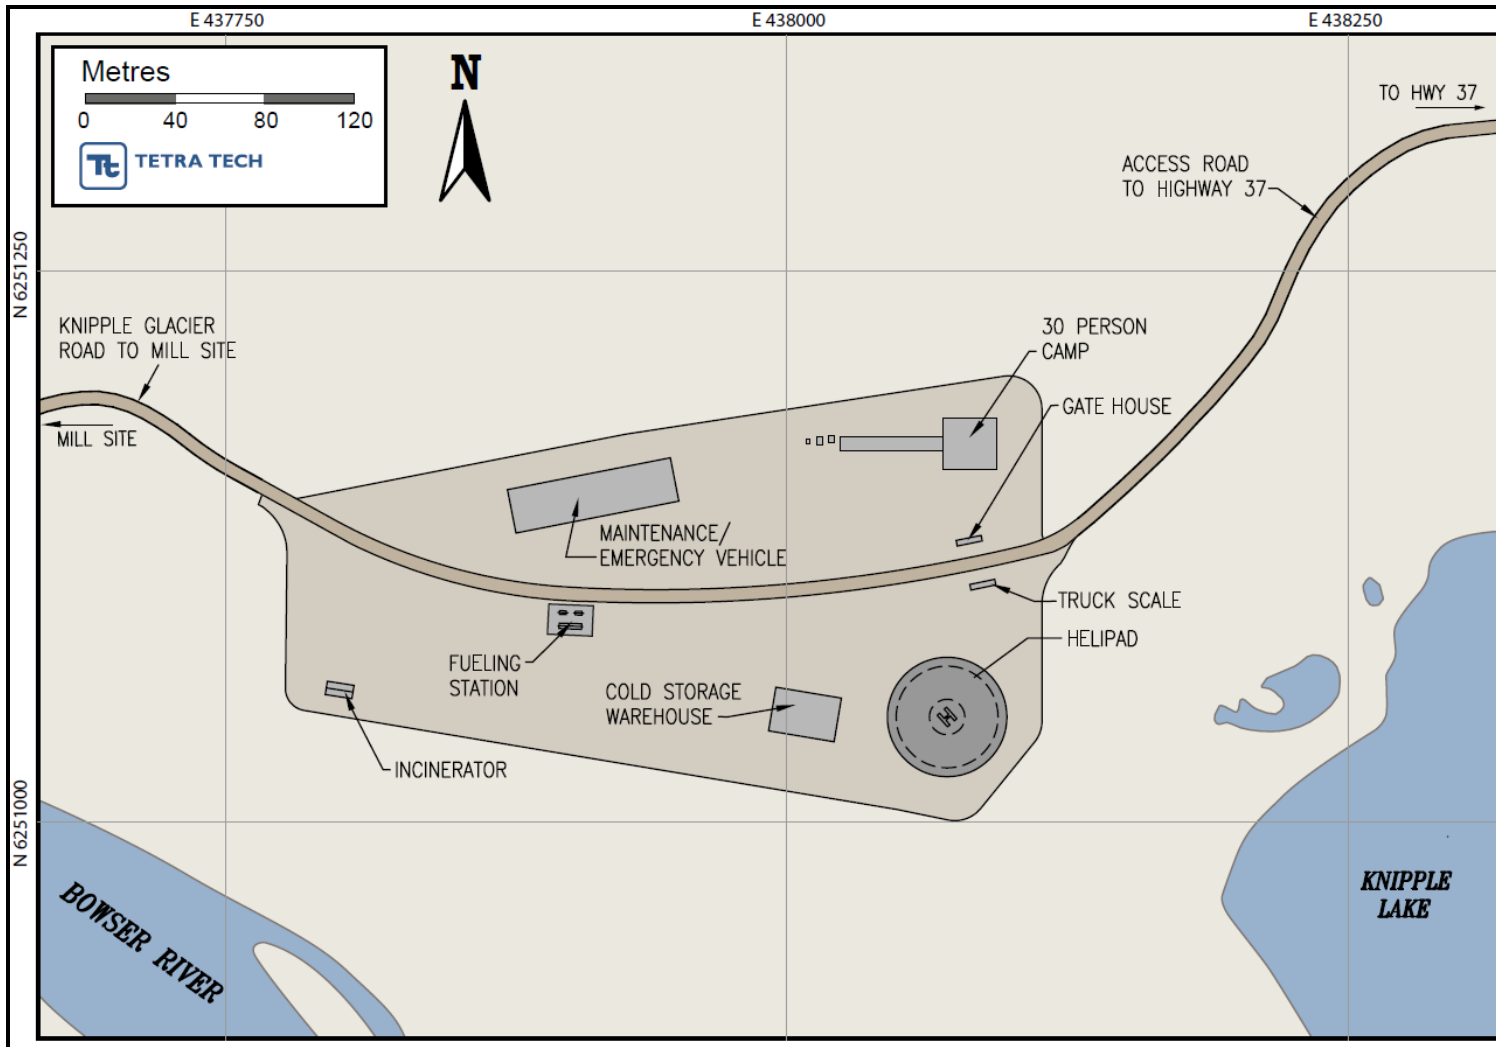 E 437750
E 438000
E 438250
Metres
0 40 80 120
Tt TETRA TECH
N
TO HWY 37
ACCESS ROAD
TO HIGHWAY 37
N 6251250
KNIPPLE GLACIER
ROAD TO MILL SITE
MILL SITE
30 PERSON
CAMP
GATE HOUSE
MAINTENANCE/
EMERGENCY VEHICLE
TRUCK SCALE
HELIPAD
FUELING
STATION
COLD STORAGE
WAREHOUSE
H
INCINERATOR
N 6251000
BOWSER RIVER
KNIPPLE
LAKE